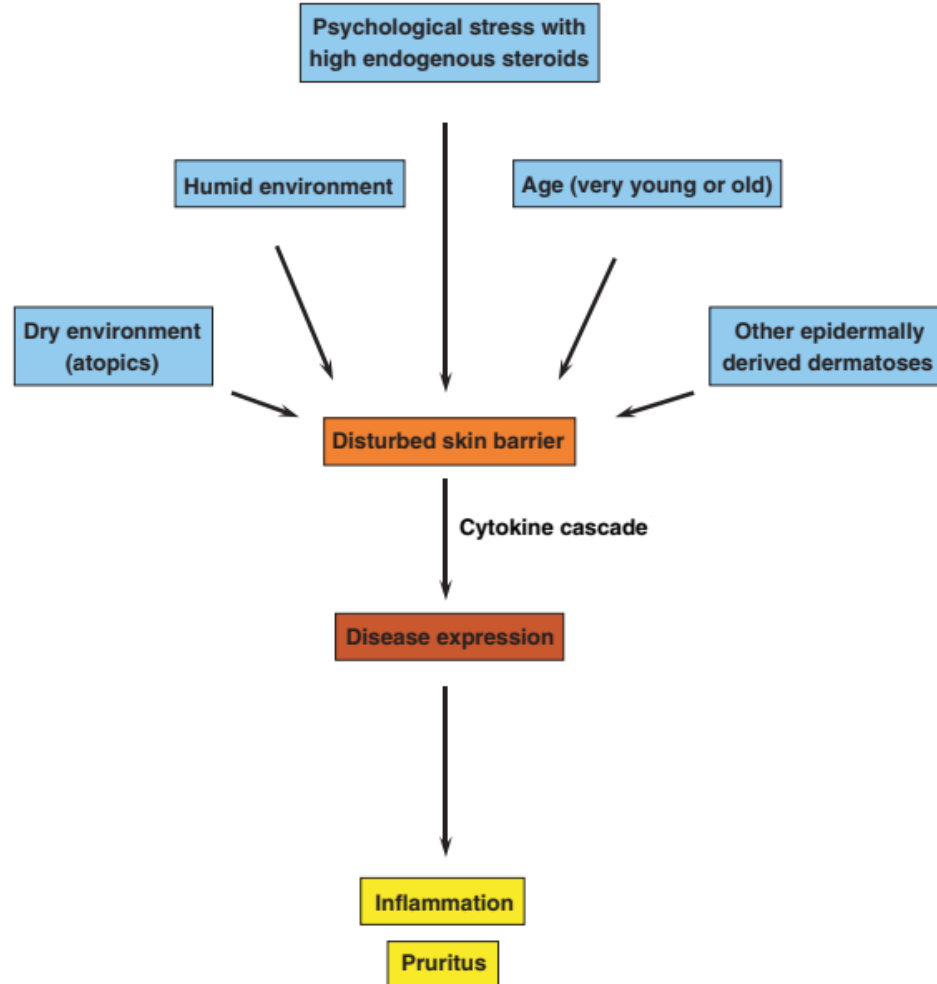 Psychological stress with
high endogenous steroids
Humid environment
Age (very young or old)
Dry environment
(atopics)
Other epidermally
derived dermatoses
Disturbed skin barrier
Cytokine cascade
Disease expression
Inflammation
Pruritus